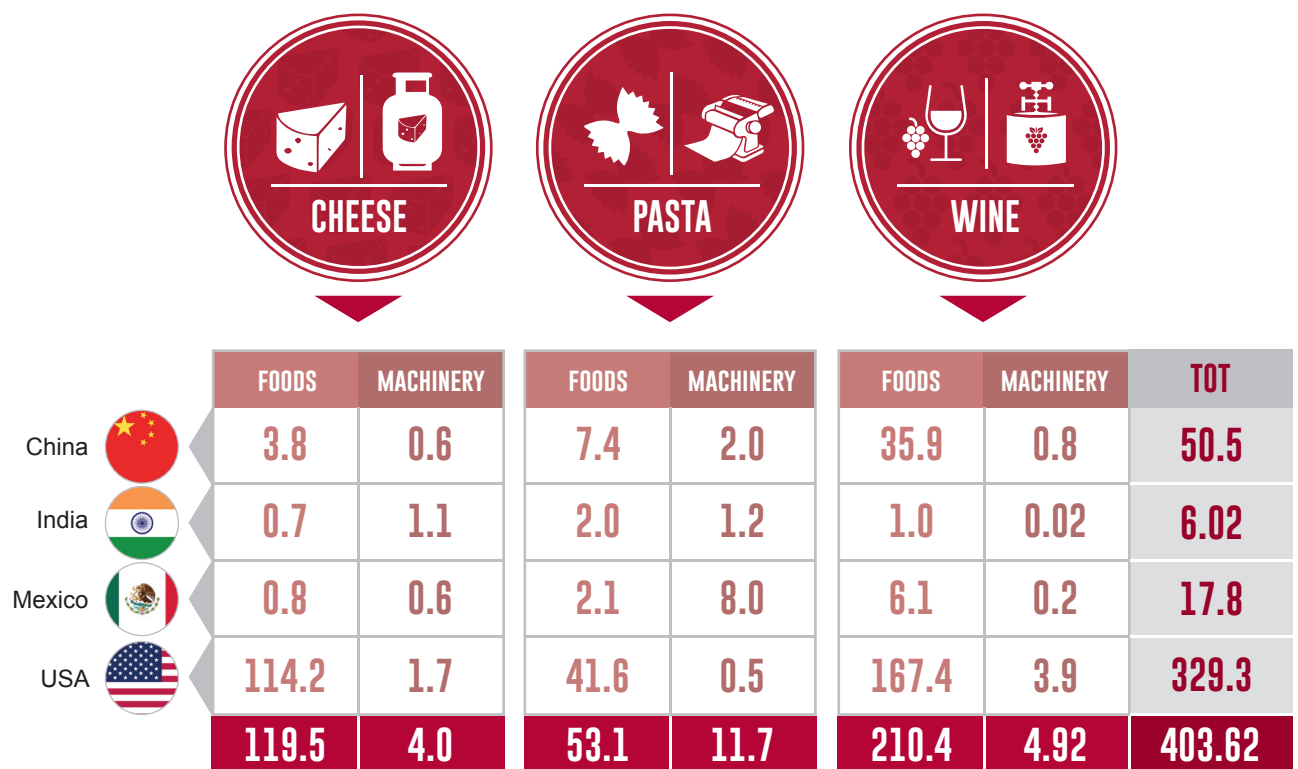 CHEESE PASTA WINE
FOODS MACHINERY FOODS MACHINERY FOODS MACHINERY TOT
China 3.8 0.6 7.4 2.0 35.9 0.8 50.5
India 0.7 1.1 2.0 1.2 1.0 0.02 6.02
Mexico 0.8 0.6 2.1 8.0 6.1 0.2 17.8
USA 114.2 1.7 41.6 0.5 167.4 3.9 329.3
119.5 4.0 53.1 11.7 210.4 4.92 403.62